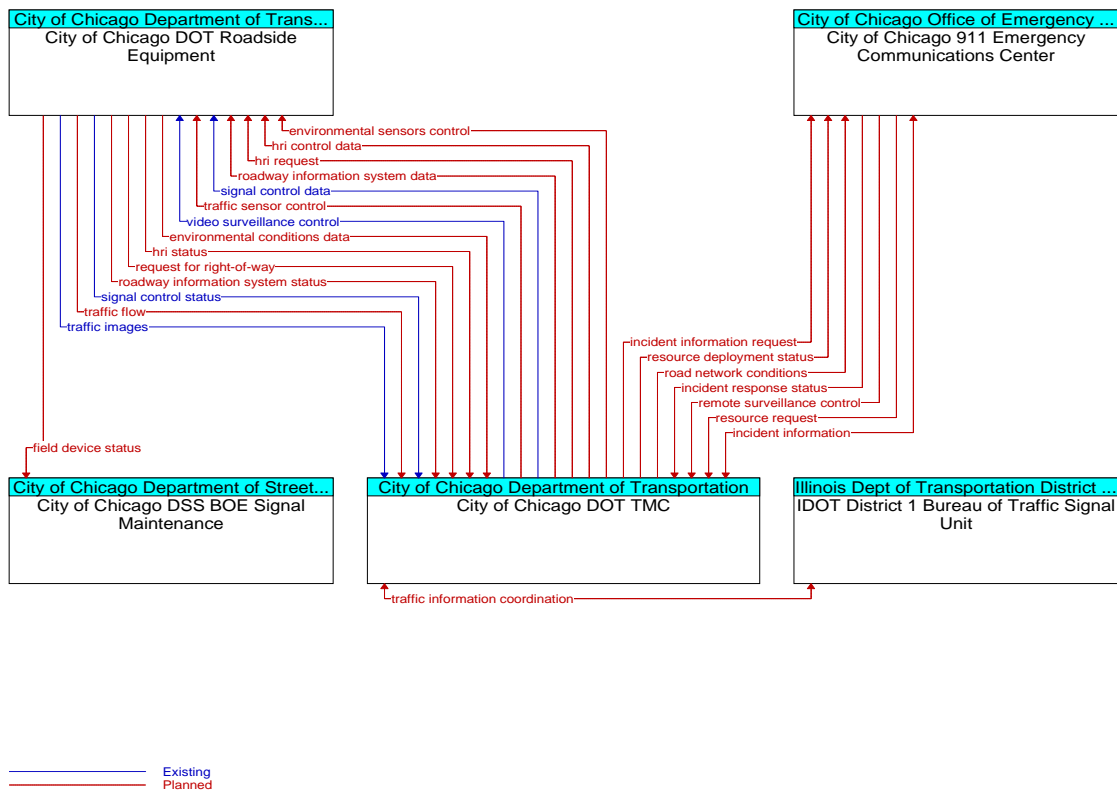 City of Chicago Department of Trans...
City of Chicago DOT Roadside
Equipment
City of Chicago Office of Emergency ...
City of Chicago 911 Emergency
Communications Center
environmental sensors control
hri control data
hri request
roadway information system data
signal control data
traffic sensor control
video surveillance control
environmental conditions data
hri status
request for right-of-way
roadway information system status
signal control status
traffic flow
traffic images
incident information request
resource deployment status
road network conditions
incident response status
remote surveillance control
resource request
incident information
field device status
City of Chicago Department of Street...
City of Chicago DSS BOE Signal
Maintenance
City of Chicago Department of Transportation
City of Chicago DOT TMC
Illinois Dept of Transportation District ...
IDOT District 1 Bureau of Traffic Signal
Unit
traffic information coordination
Existing
Planned